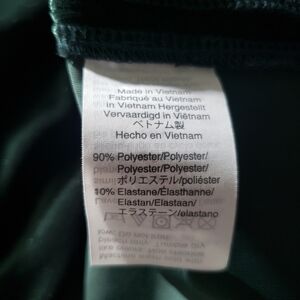 Made in Vietnam
Fabriqué au Vietnam
in Vietnam Hergestellt
Vervaardigd in Viëtnam
ベトナム製
Hecho en Vietnam
90% Polyester/Polyester/
Polyester/Polyester/
ポリエステル/poliéster
10% Elastane/Élasthanne/
Elastan/Elastaan/
エラステーン/elastano